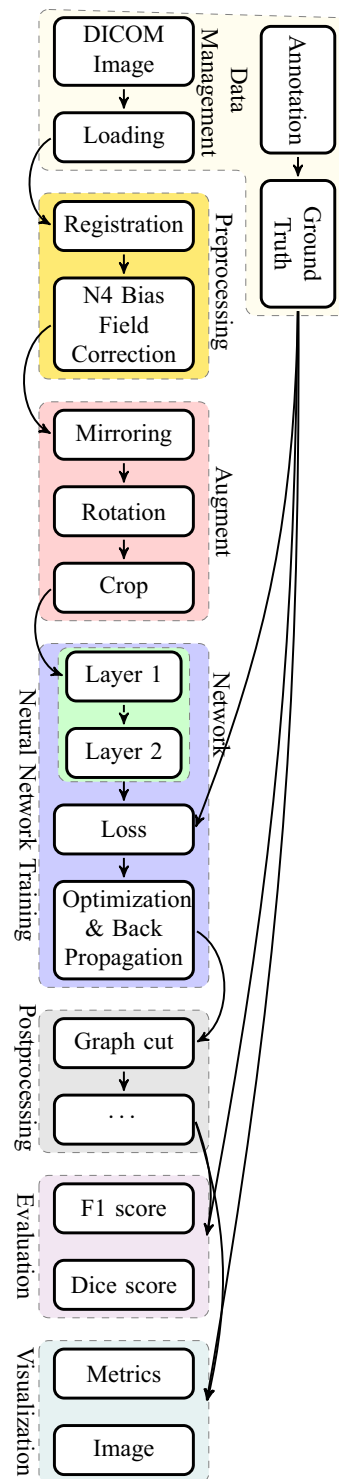 DICOM
Image
Loading
Data
Management
Annotation
Ground
Truth
Registration
N4 Bias
Field
Correction
Preprocessing
Mirroring
Rotation
Crop
Augment
Layer 1
Layer 2
Network
Loss
Optimization
& Back
Propagation
Neural Network Training
Graph cut
...
Postprocessing
F1 score
Dice score
Evaluation
Metrics
Image
Visualization